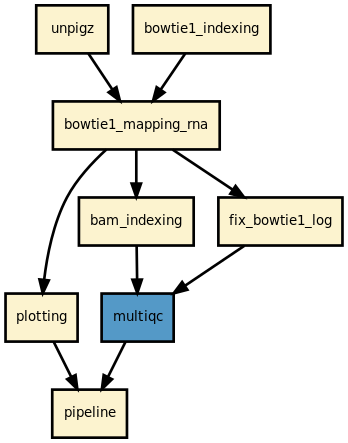 unpigz
bowtie1_indexing
bowtie1_mapping_rna
bam_indexing
fix_bowtie1_log
plotting
multiqc
pipeline